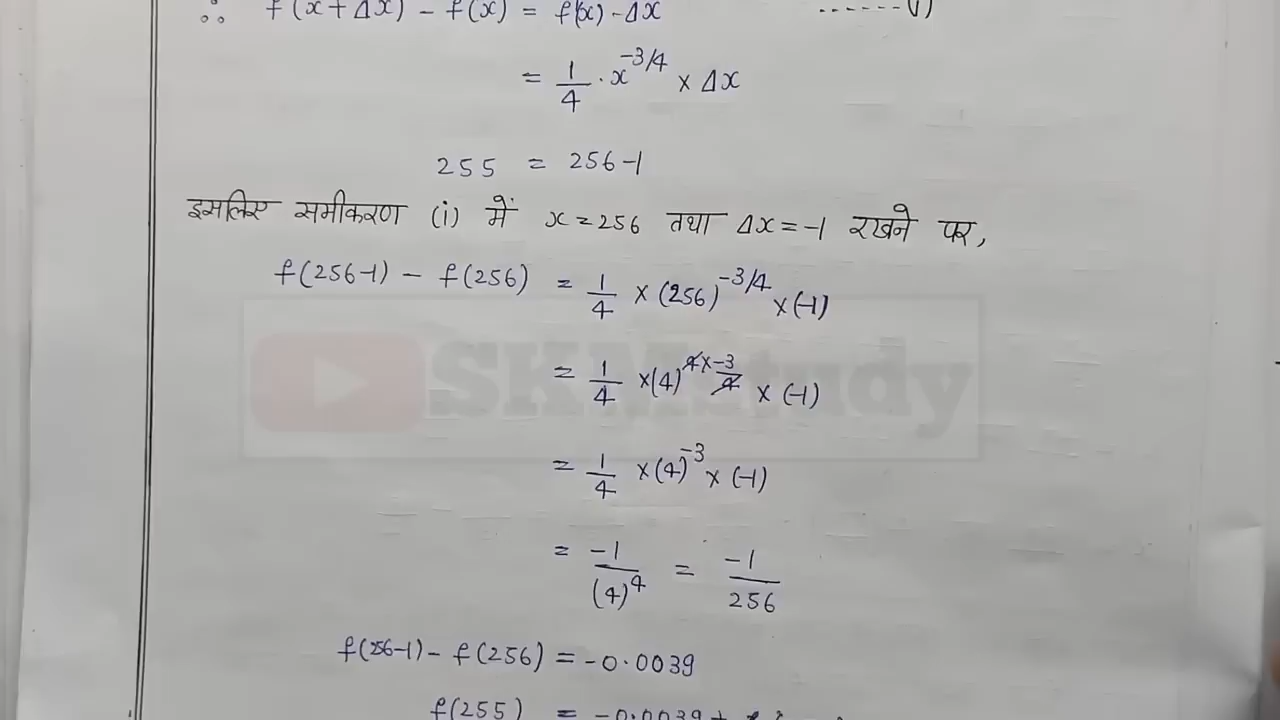 ∴ f(x+Δx) - f(x) = f(x) - Δx ......(i)
= 1/4 · x^-3/4 × Δx
255 = 256-1
इसलिए समीकरण (i) में x=256 तथा Δx=-1 रखने पर,
f(256-1) - f(256) = 1/4 × (256)^-3/4 × (-1)
= 1/4 ×(4)^4×-3/4 × (-1)
= 1/4 ×(4)^-3 × (-1)
= -1/(4)^4 = -1/256
f(256-1) - f(256) = -0.0039
f(255) = -0.0039+
SKMstudy